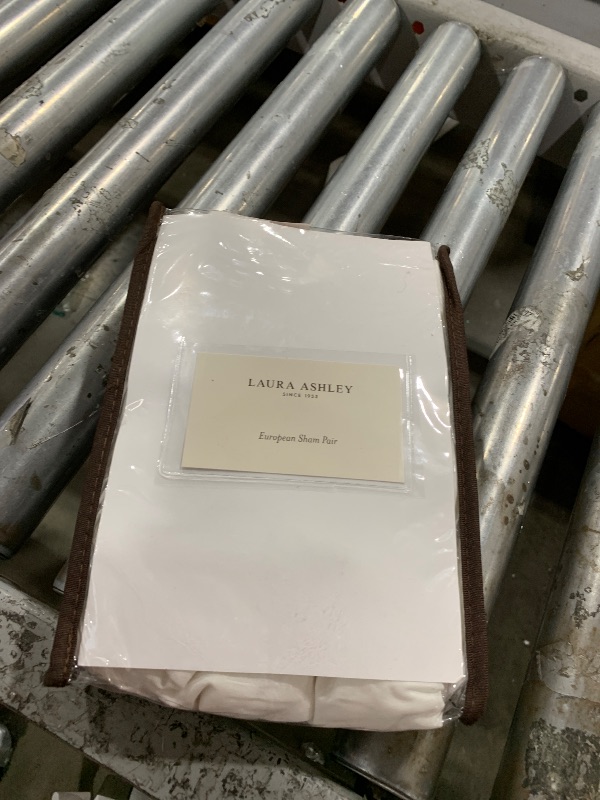 LAURA ASHLEY
SINCE 1953
European Sham Pair